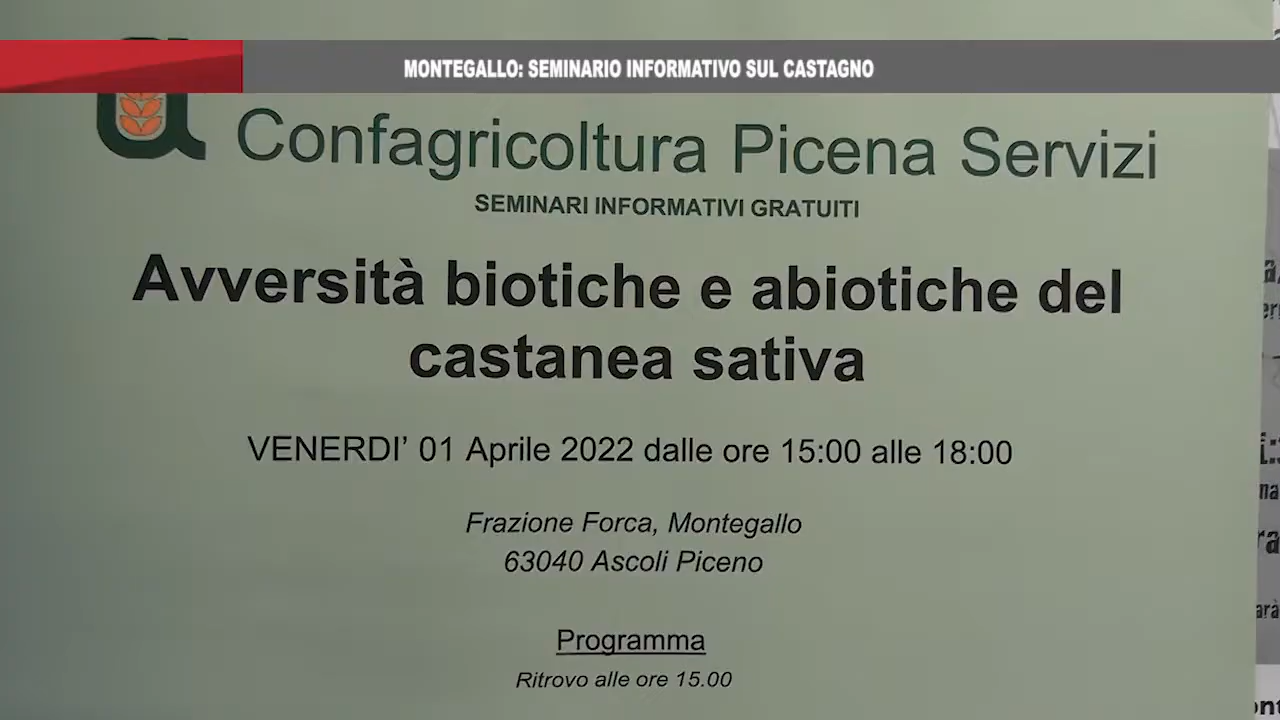 MONTEGALLO: SEMINARIO INFORMATIVO SUL CASTAGNO
Confagricoltura Picena Servizi
SEMINARI INFORMATIVI GRATUITI
Avversità biotiche e abiotiche del
castanea sativa
VENERDI’ 01 Aprile 2022 dalle ore 15:00 alle 18:00
Frazione Forca, Montegallo
63040 Ascoli Piceno
Programma
Ritrovo alle ore 15.00